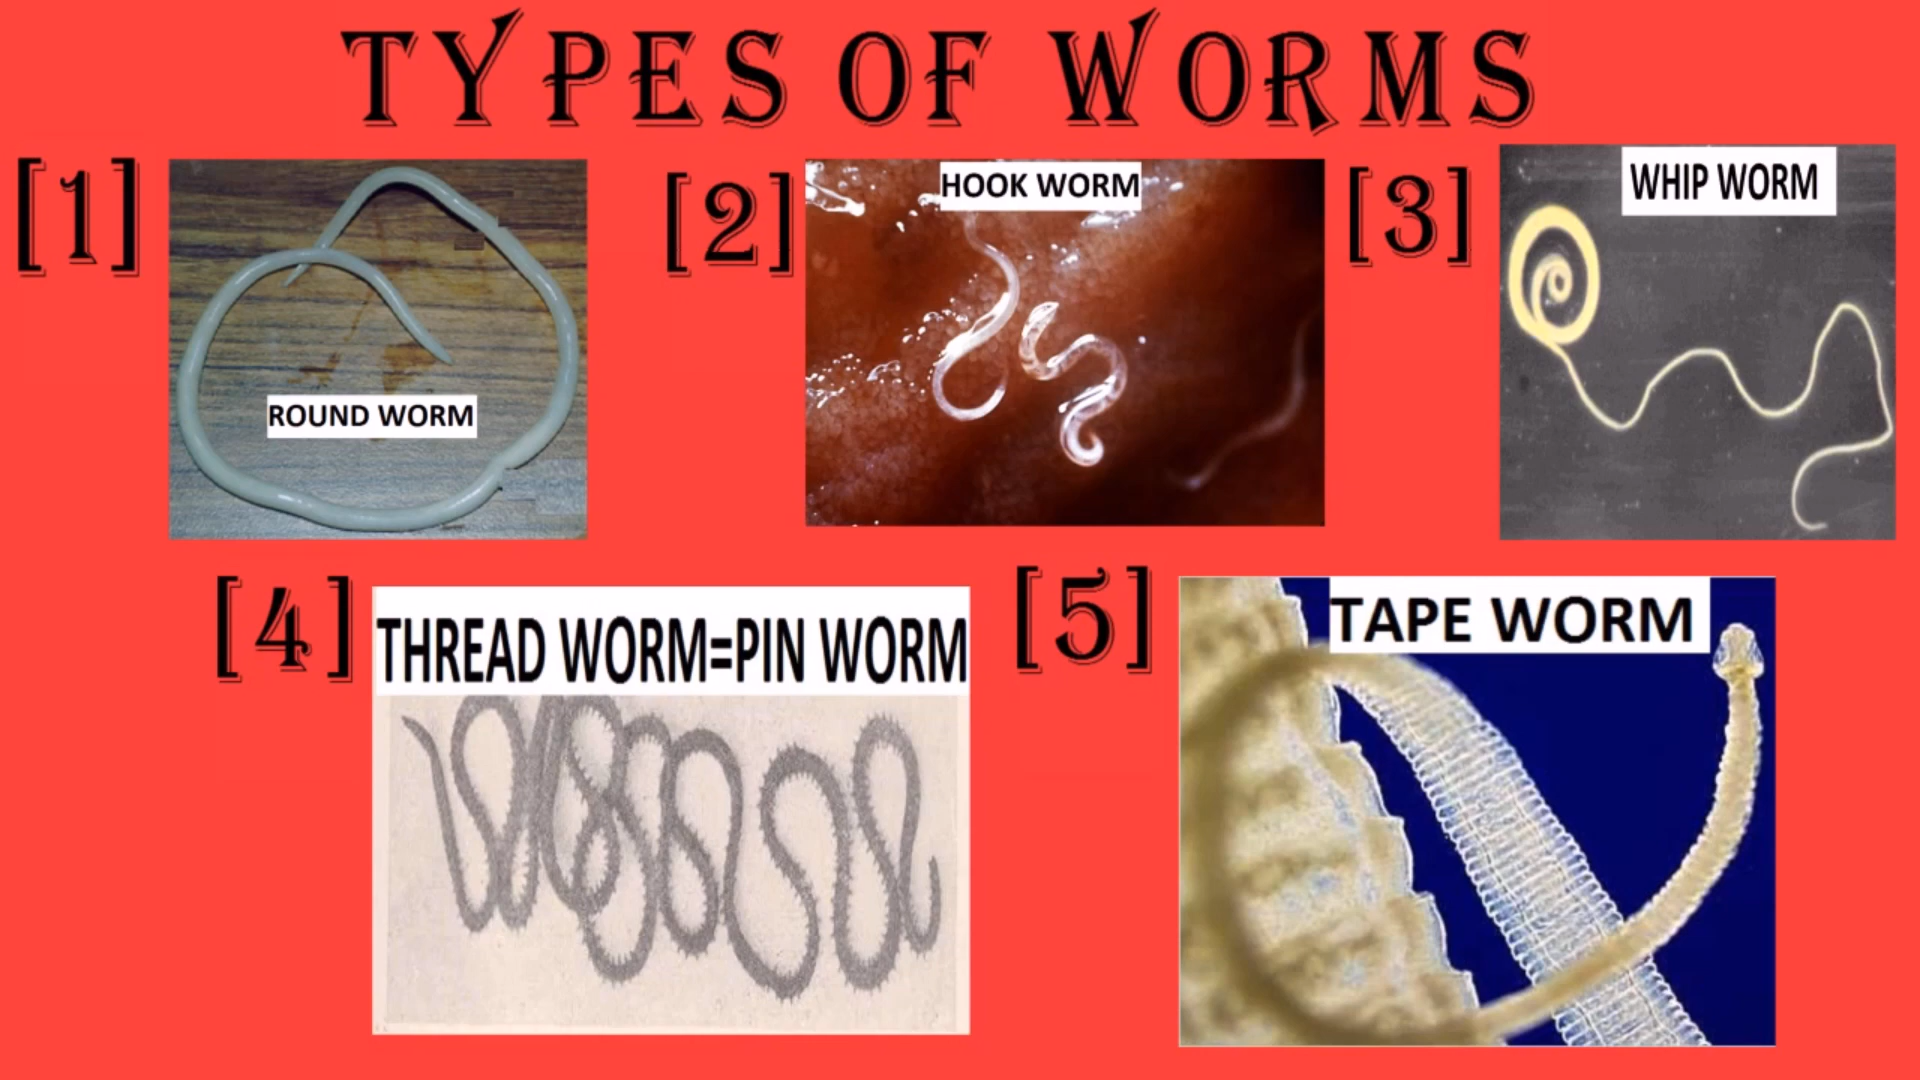 TYPES OF WORMS
[1]
ROUND WORM
[2]
HOOK WORM
[3]
WHIP WORM
[4]
THREAD WORM=PIN WORM
[5]
TAPE WORM